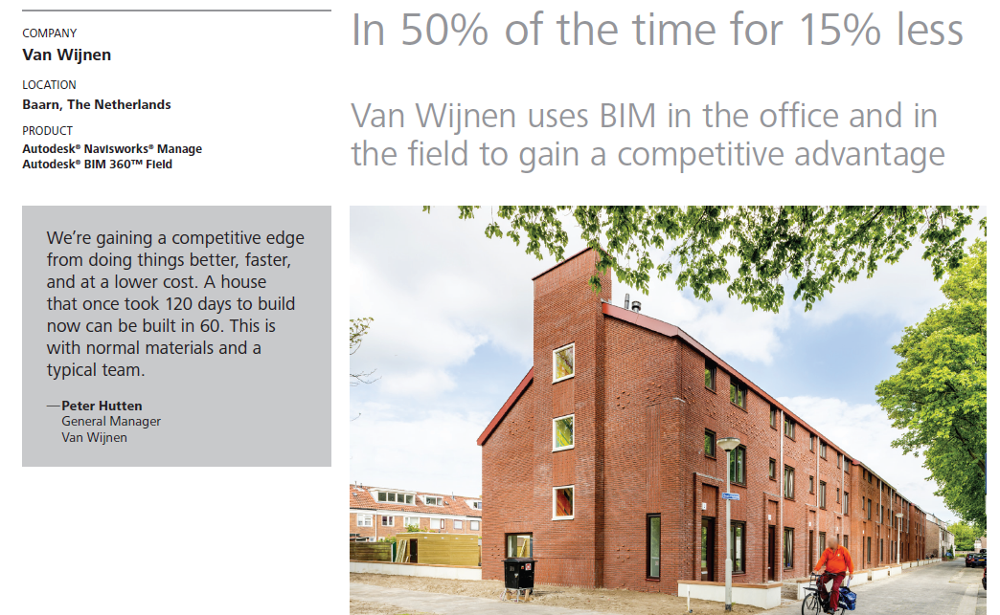 COMPANY
Van Wijnen
LOCATION
Baarn, The Netherlands
PRODUCT
Autodesk® Navisworks® Manage
Autodesk® BIM 360™ Field
In 50% of the time for 15% less
Van Wijnen uses BIM in the office and in
the field to gain a competitive advantage
We’re gaining a competitive edge
from doing things better, faster,
and at a lower cost. A house
that once took 120 days to build
now can be built in 60. This is
with normal materials and a
typical team.
—Peter Hutten
General Manager
Van Wijnen